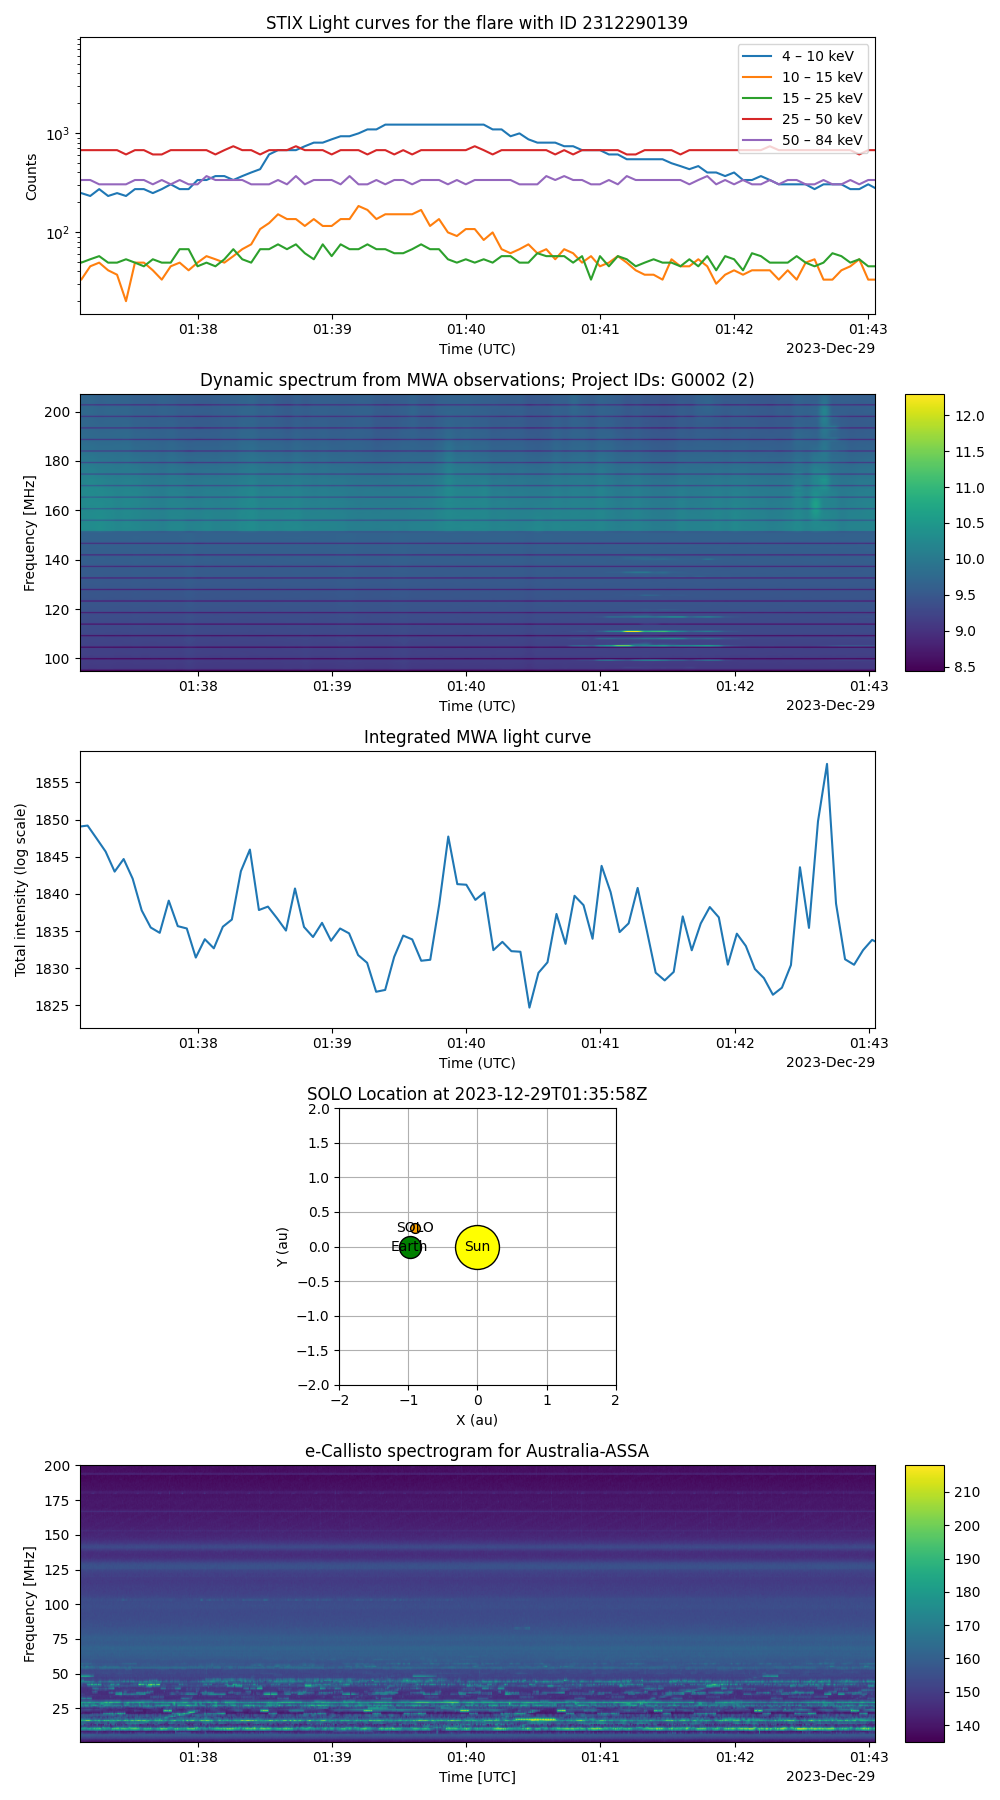 STIX Light curves for the flare with ID 2312290139
4 – 10 keV
10 – 15 keV
15 – 25 keV
25 – 50 keV
50 – 84 keV
10³
10²
Counts
01:38 01:39 01:40 01:41 01:42 01:43
Time (UTC)
2023-Dec-29
Dynamic spectrum from MWA observations; Project IDs: G0002 (2)
200
180
160
140
120
100
Frequency [MHz]
12.0
11.5
11.0
10.5
10.0
9.5
9.0
8.5
01:38 01:39 01:40 01:41 01:42 01:43
Time (UTC)
2023-Dec-29
Integrated MWA light curve
1855
1850
1845
1840
1835
1830
1825
Total intensity (log scale)
01:38 01:39 01:40 01:41 01:42 01:43
Time (UTC)
2023-Dec-29
SOLO Location at 2023-12-29T01:35:58Z
2.0
1.5
1.0
0.5
0.0
−0.5
−1.0
−1.5
−2.0
Y (au)
SOLO
Earth
Sun
−2 −1 0 1 2
X (au)
e-Callisto spectrogram for Australia-ASSA
200
175
150
125
100
75
50
25
Frequency [MHz]
210
200
190
180
170
160
150
140
01:38 01:39 01:40 01:41 01:42 01:43
Time [UTC]
2023-Dec-29